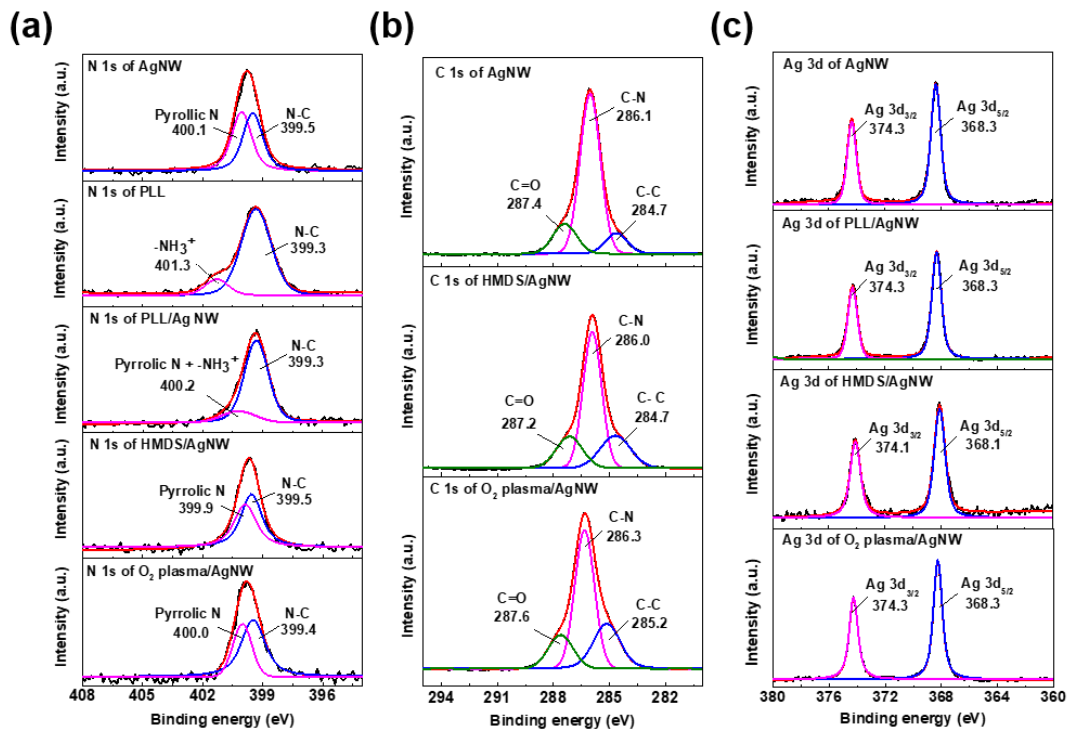 (a)
N 1s of AgNW
Pyrollic N
400.1
N-C
399.5
N 1s of PLL
-NH3+
401.3
N-C
399.3
N 1s of PLL/Ag NW
Pyrrolic N + -NH3+
400.2
N-C
399.3
N 1s of HMDS/AgNW
Pyrrolic N
399.9
N-C
399.5
N 1s of O2 plasma/AgNW
Pyrrolic N
400.0
N-C
399.4
Intensity (a.u.)
Intensity (a.u.)
Intensity (a.u.)
Intensity (a.u.)
Intensity (a.u.)
408 405 402 399 396
Binding energy (eV)
(b)
C 1s of AgNW
C-N
286.1
C=O
287.4
C-C
284.7
C 1s of HMDS/AgNW
C-N
286.0
C=O
287.2
C- C
284.7
C 1s of O2 plasma/AgNW
C-N
286.3
C=O
287.6
C-C
285.2
Intensity (a.u.)
Intensity (a.u.)
Intensity (a.u.)
294 291 288 285 282
Binding energy (eV)
(c)
Ag 3d of AgNW
Ag 3d3/2
374.3
Ag 3d5/2
368.3
Ag 3d of PLL/AgNW
Ag 3d3/2
374.3
Ag 3d5/2
368.3
Ag 3d of HMDS/AgNW
Ag 3d3/2
374.1
Ag 3d5/2
368.1
Ag 3d of O2 plasma/AgNW
Ag 3d3/2
374.3
Ag 3d5/2
368.3
Intensity (a.u.)
Intensity (a.u.)
Intensity (a.u.)
Intensity (a.u.)
380 376 372 368 364 360
Binding energy (eV)